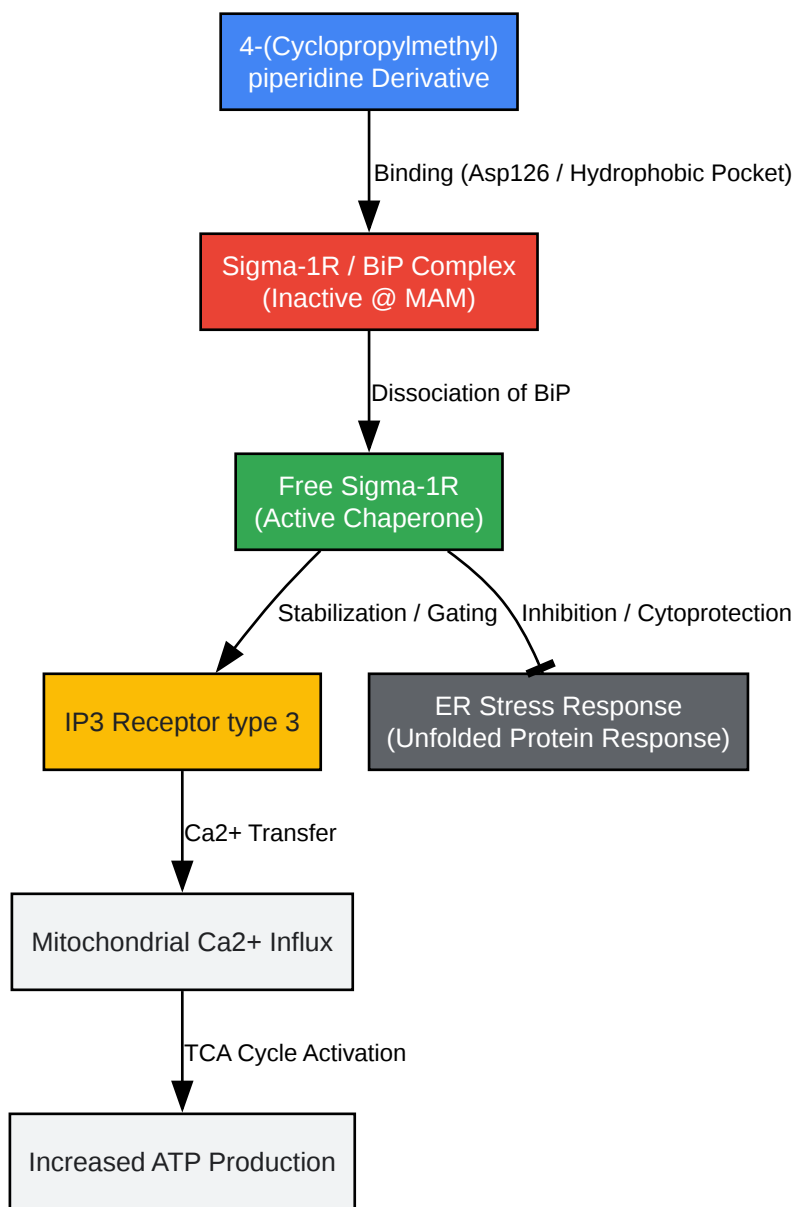 4-(Cyclopropylmethyl)
piperidine Derivative
Binding (Asp126 / Hydrophobic Pocket)
Sigma-1R / BiP Complex
(Inactive @ MAM)
Dissociation of BiP
Free Sigma-1R
(Active Chaperone)
Stabilization / Gating
Inhibition / Cytoprotection
IP3 Receptor type 3
ER Stress Response
(Unfolded Protein Response)
Ca2+ Transfer
Mitochondrial Ca2+ Influx
TCA Cycle Activation
Increased ATP Production